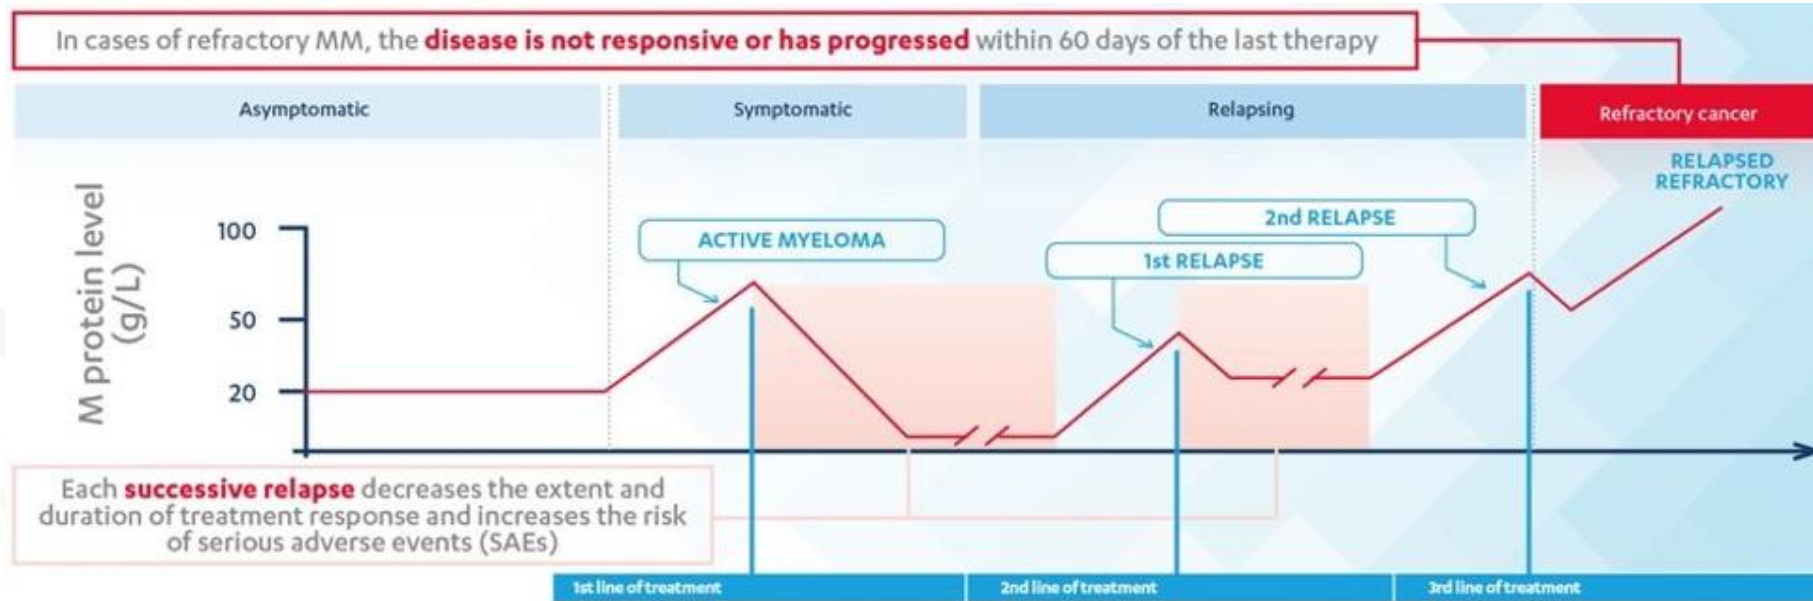 In cases of refractory MM, the disease is not responsive or has progressed within 60 days of the last therapy
Asymptomatic
Symptomatic
Relapsing
Refractory cancer
RELAPSED
REFRACTORY
M protein level
(g/L)
100
50
20
ACTIVE MYELOMA
1st RELAPSE
2nd RELAPSE
Each successive relapse decreases the extent and
duration of treatment response and increases the risk
of serious adverse events (SAEs)
1st line of treatment
2nd line of treatment
3rd line of treatment